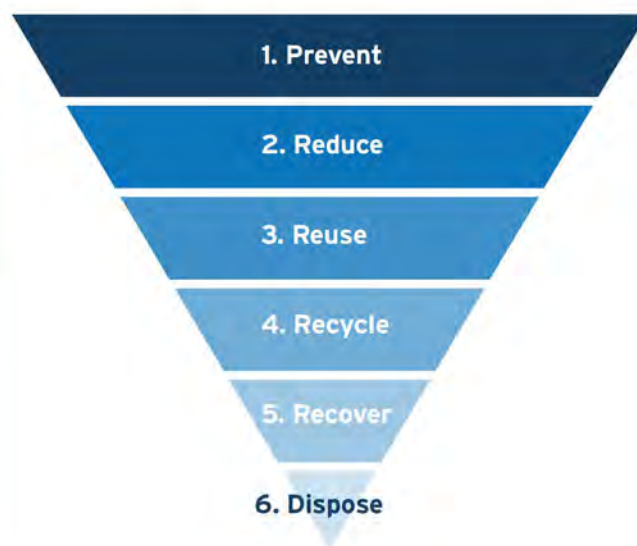 1. Prevent
2. Reduce
3. Reuse
4. Recycle
5. Recover
6. Dispose